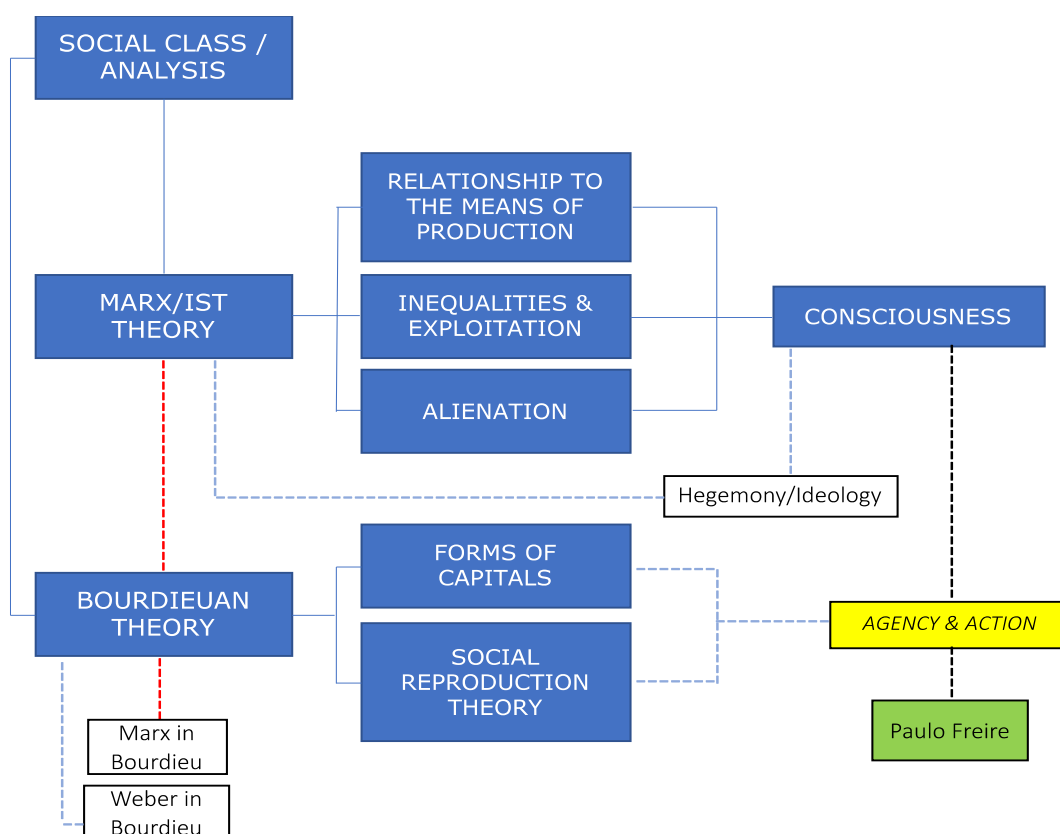 SOCIAL CLASS /
ANALYSIS
RELATIONSHIP TO
THE MEANS OF
PRODUCTION
MARX/IST
THEORY
INEQUALITIES &
EXPLOITATION
CONSCIOUSNESS
ALIENATION
Hegemony/Ideology
FORMS OF
CAPITALS
BOURDIEUAN
THEORY
AGENCY & ACTION
SOCIAL
REPRODUCTION
THEORY
Marx in
Bourdieu
Paulo Freire
Weber in
Bourdieu